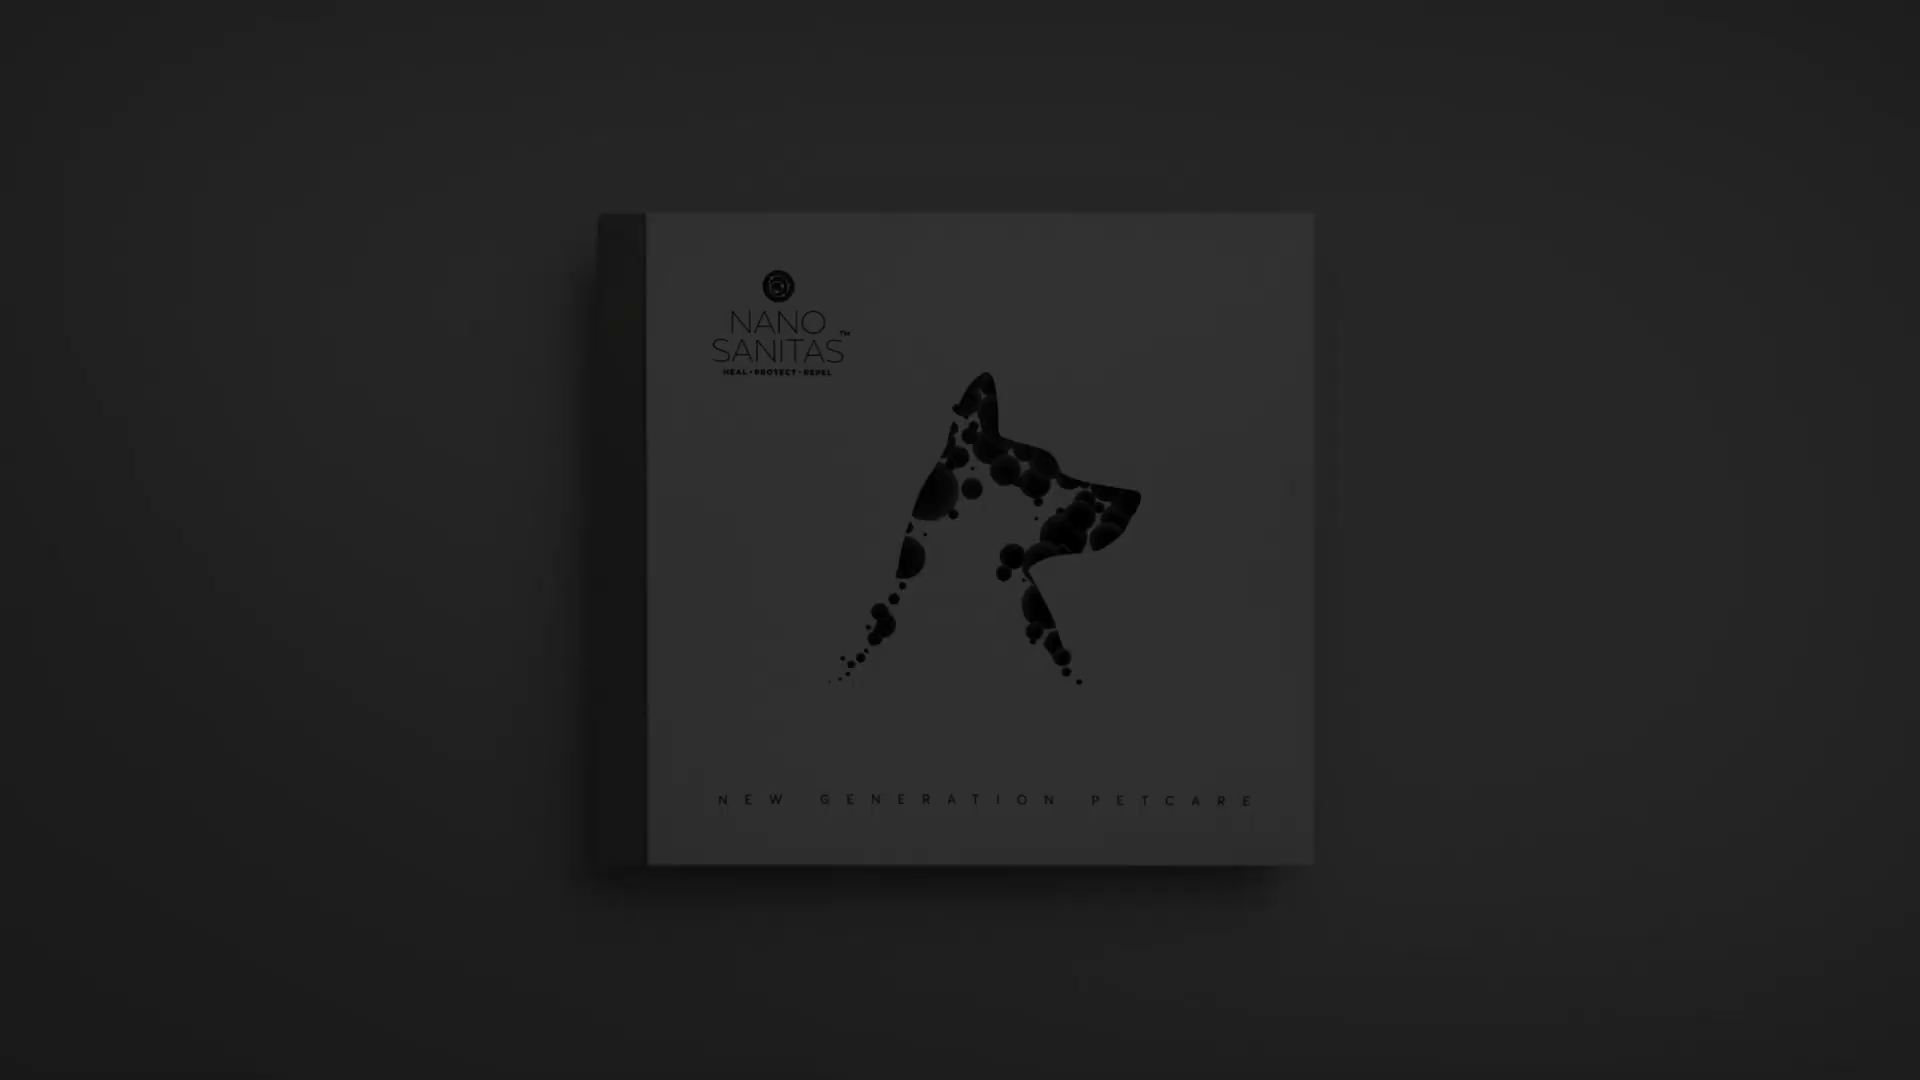 NANO
SANITAS™
HEAL • PROTECT • REPEL
NEW GENERATION PETCARE